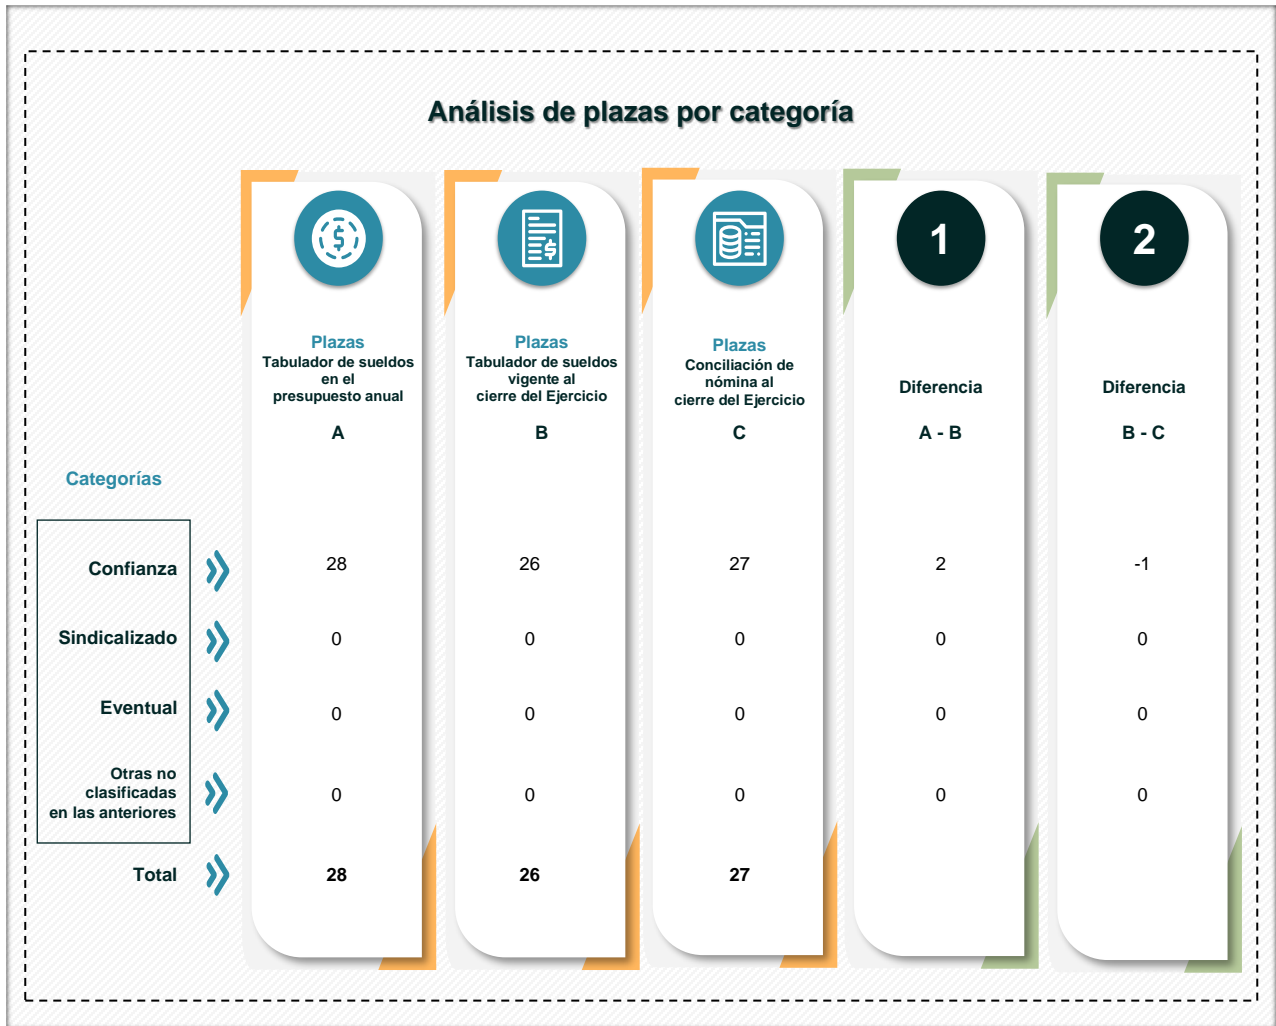 Análisis de plazas por categoría
1
2
Plazas
Tabulador de sueldos
en el
presupuesto anual
A
Plazas
Tabulador de sueldos
vigente al
cierre del Ejercicio
B
Plazas
Conciliación de
nómina al
cierre del Ejercicio
C
Diferencia
A - B
Diferencia
B - C
Categorías
Confianza 28 26 27 2 -1
Sindicalizado 0 0 0 0 0
Eventual 0 0 0 0 0
Otras no
clasificadas
en las anteriores 0 0 0 0 0
Total 28 26 27